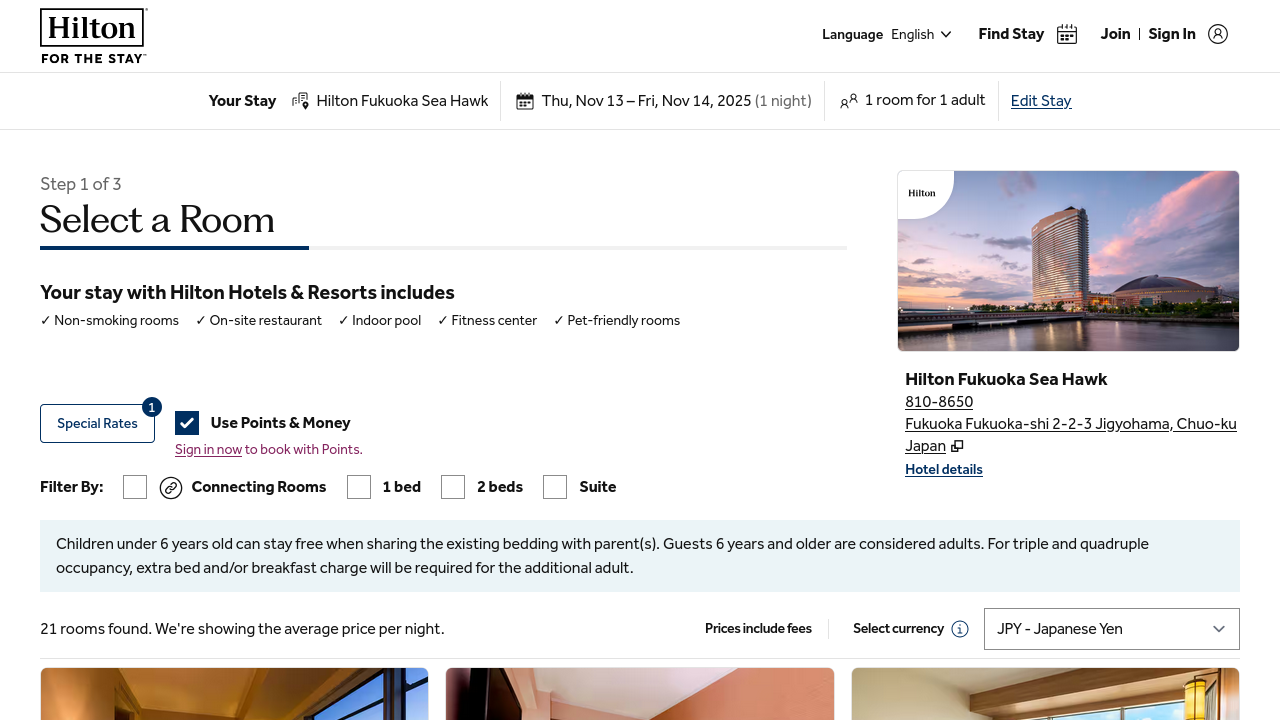 Hilton
FOR THE STAY
Language English
Find Stay
Join | Sign In
Your Stay Hilton Fukuoka Sea Hawk Thu, Nov 13 – Fri, Nov 14, 2025 (1 night) 1 room for 1 adult Edit Stay
Step 1 of 3
Select a Room
Your stay with Hilton Hotels & Resorts includes
✓ Non-smoking rooms ✓ On-site restaurant ✓ Indoor pool ✓ Fitness center ✓ Pet-friendly rooms
Hilton
Hilton Fukuoka Sea Hawk
810-8650
Fukuoka Fukuoka-shi 2-2-3 Jigyohama, Chuo-ku
Japan
Hotel details
Special Rates 1
Use Points & Money
Sign in now to book with Points.
Filter By: Connecting Rooms 1 bed 2 beds Suite
Children under 6 years old can stay free when sharing the existing bedding with parent(s). Guests 6 years and older are considered adults. For triple and quadruple
occupancy, extra bed and/or breakfast charge will be required for the additional adult.
21 rooms found. We're showing the average price per night.
Prices include fees
Select currency
JPY - Japanese Yen